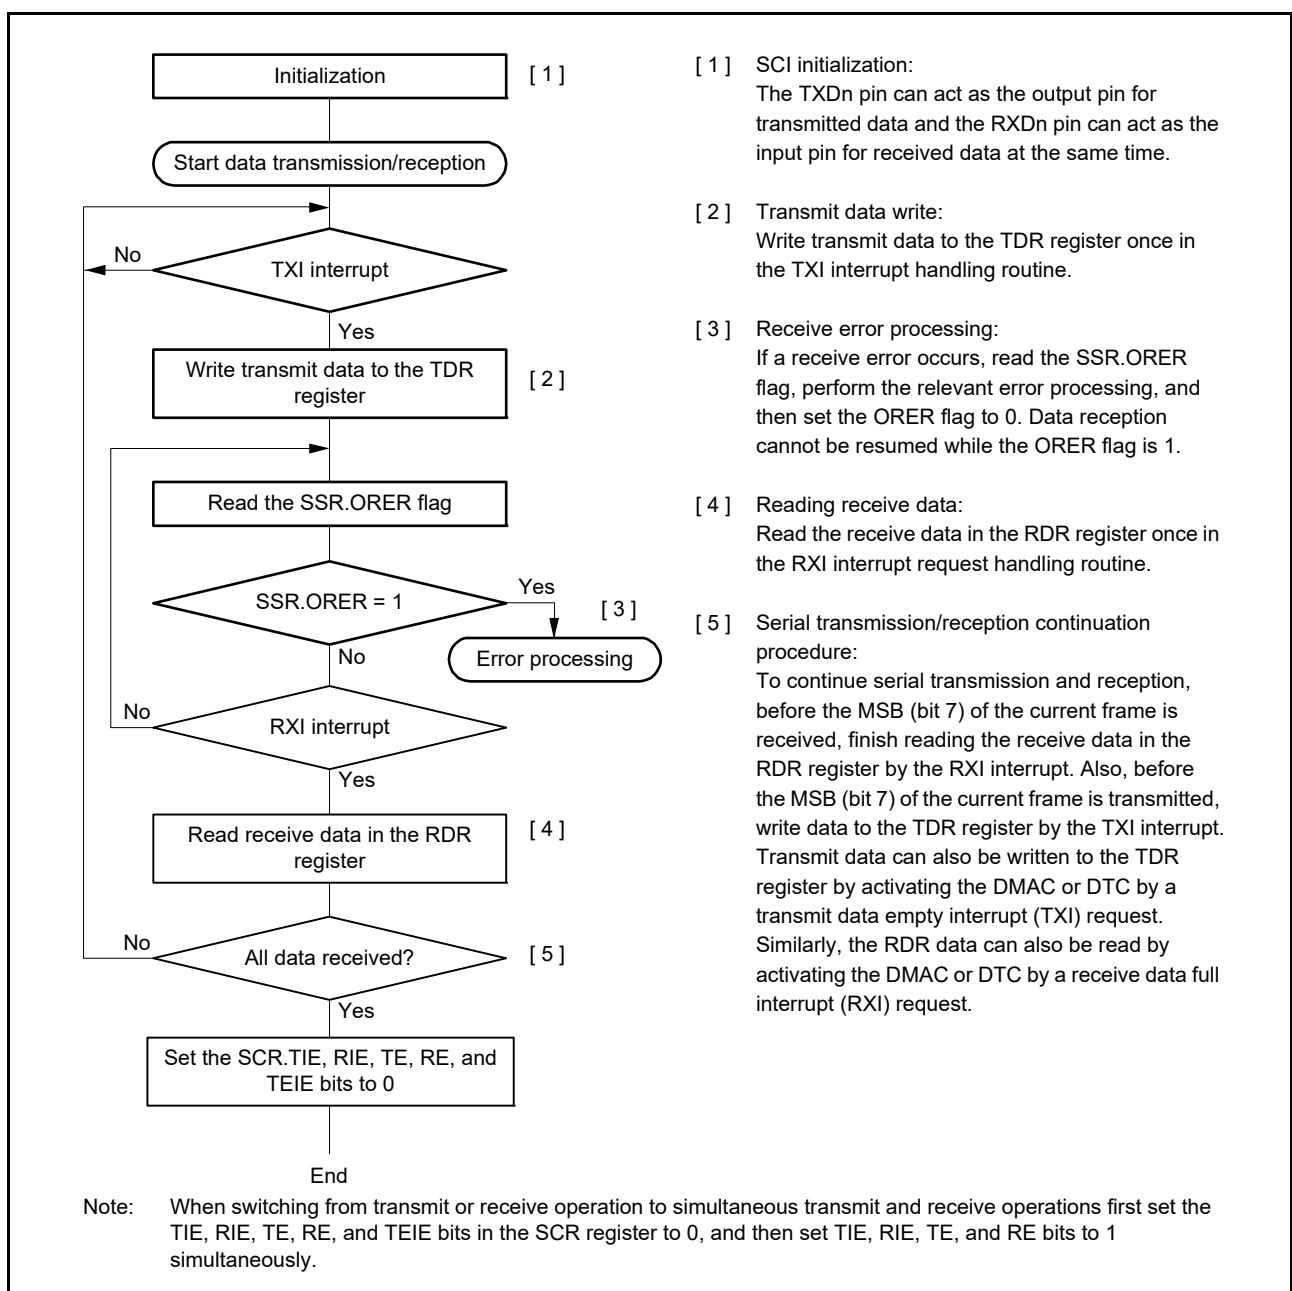 Initialization
[ 1 ]
Start data transmission/reception
No
TXI interrupt
Yes
Write transmit data to the TDR
register
[ 2 ]
Read the SSR.ORER flag
SSR.ORER = 1
Yes
[ 3 ]
Error processing
No
No
RXI interrupt
Yes
Read receive data in the RDR
register
[ 4 ]
No
All data received?
[ 5 ]
Yes
Set the SCR.TIE, RIE, TE, RE, and
TEIE bits to 0
End
[ 1 ] SCI initialization:
The TXDn pin can act as the output pin for
transmitted data and the RXDn pin can act as the
input pin for received data at the same time.
[ 2 ] Transmit data write:
Write transmit data to the TDR register once in
the TXI interrupt handling routine.
[ 3 ] Receive error processing:
If a receive error occurs, read the SSR.ORER
flag, perform the relevant error processing, and
then set the ORER flag to 0. Data reception
cannot be resumed while the ORER flag is 1.
[ 4 ] Reading receive data:
Read the receive data in the RDR register once in
the RXI interrupt request handling routine.
[ 5 ] Serial transmission/reception continuation
procedure:
To continue serial transmission and reception,
before the MSB (bit 7) of the current frame is
received, finish reading the receive data in the
RDR register by the RXI interrupt. Also, before
the MSB (bit 7) of the current frame is transmitted,
write data to the TDR register by the TXI interrupt.
Transmit data can also be written to the TDR
register by activating the DMAC or DTC by a
transmit data empty interrupt (TXI) request.
Similarly, the RDR data can also be read by
activating the DMAC or DTC by a receive data full
interrupt (RXI) request.
Note: When switching from transmit or receive operation to simultaneous transmit and receive operations first set the
TIE, RIE, TE, RE, and TEIE bits in the SCR register to 0, and then set TIE, RIE, TE, and RE bits to 1
simultaneously.